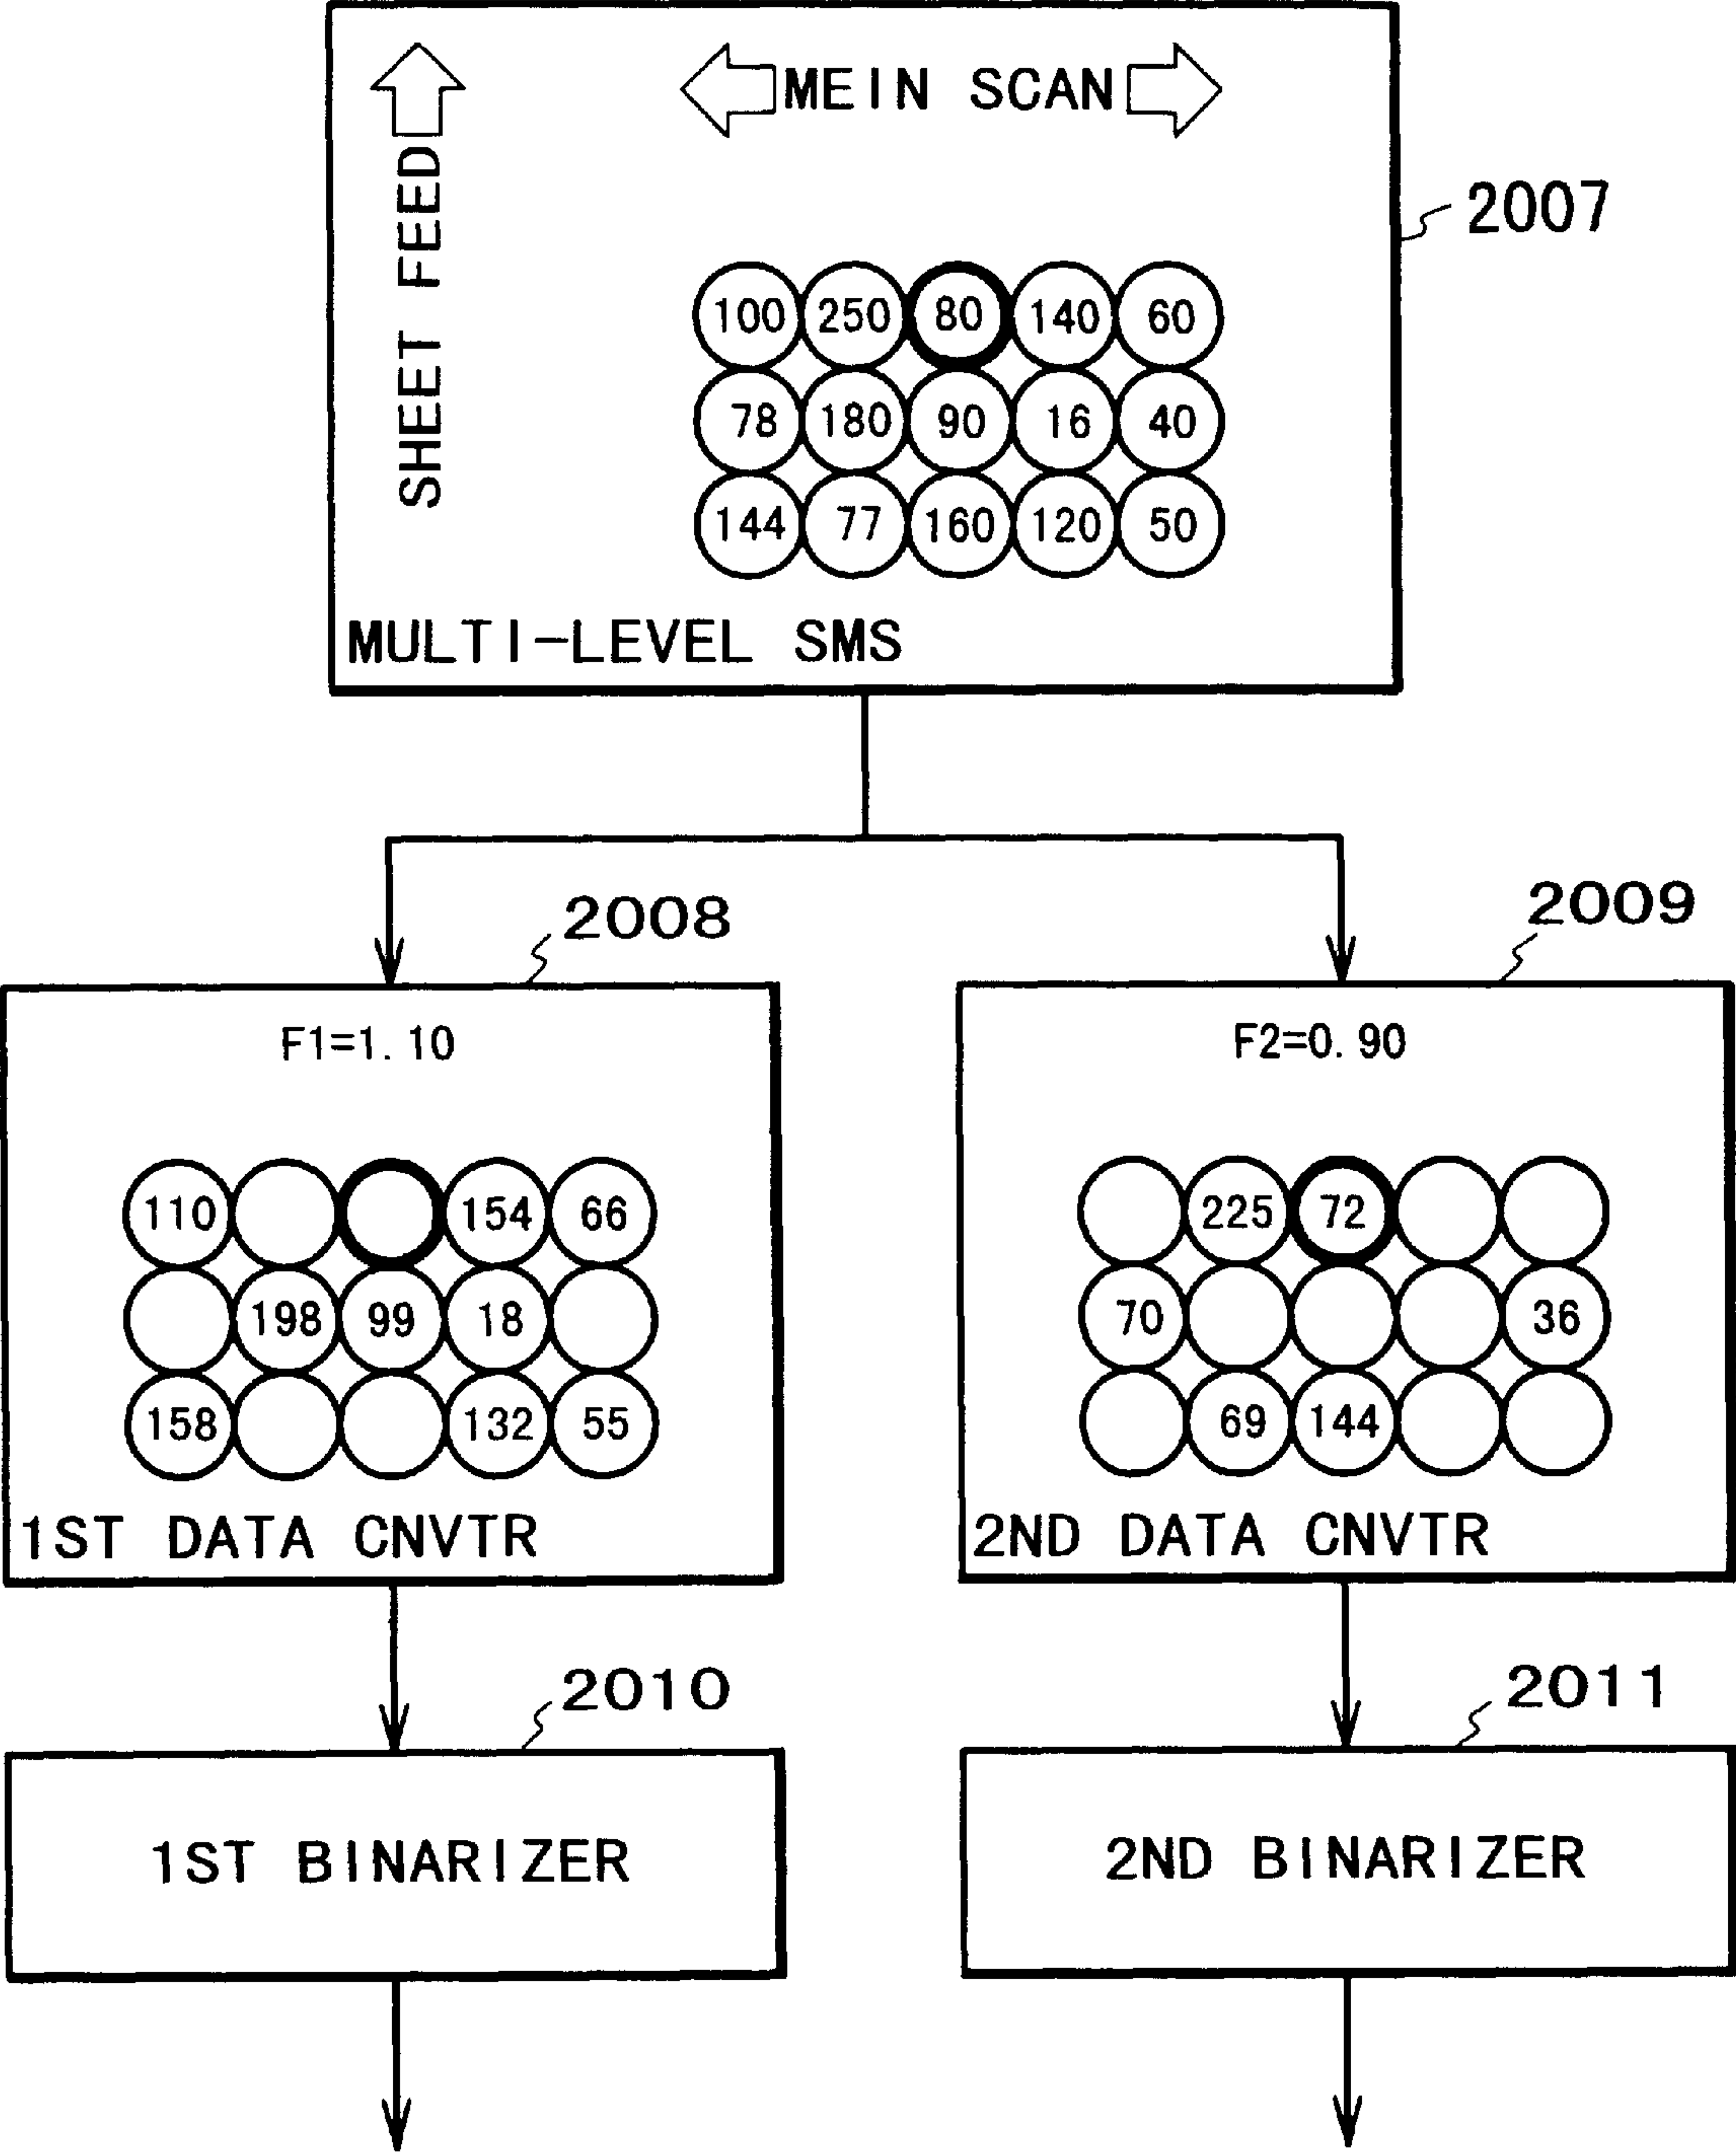 MEIN SCAN
SHEET FEED
2007
100 250 80 140 60
78 180 90 16 40
144 77 160 120 50
MULTI-LEVEL SMS
2008
2009
F1=1.10
F2=0.90
110 154 66
198 99 18
158 132 55
225 72
70 36
69 144
1ST DATA CNVTR
2ND DATA CNVTR
2010
2011
1ST BINARIZER
2ND BINARIZER